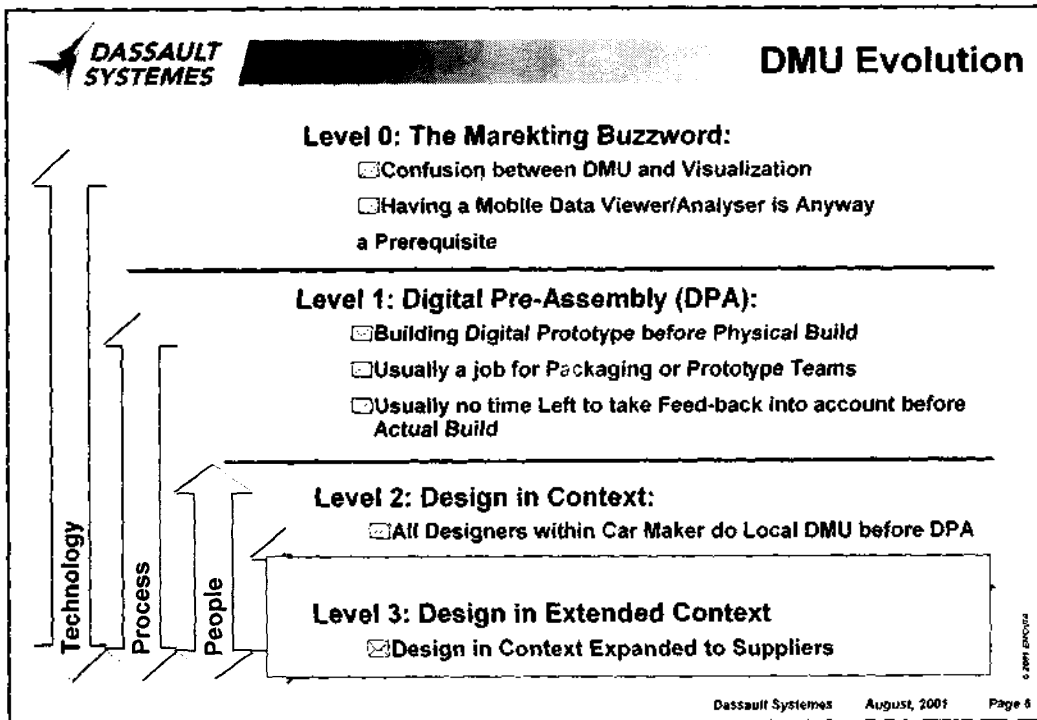 DASSAULT
SYSTEMES
DMU Evolution
Level 0: The Marekting Buzzword:
Confusion between DMU and Visualization
Having a Mobile Data Viewer/Analyser is Anyway
a Prerequisite
Level 1: Digital Pre-Assembly (DPA):
Building Digital Prototype before Physical Build
Usually a job for Packaging or Prototype Teams
Usually no time Left to take Feed-back into account before
Actual Build
Level 2: Design in Context:
All Designers within Car Maker do Local DMU before DPA
Level 3: Design in Extended Context
Design in Context Expanded to Suppliers
Technology
Process
People
© 2001 ENOVIA
Dassault Systemes August, 2001 Page 6